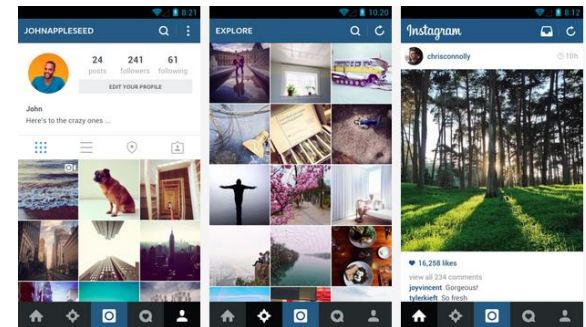 8:21
JOHNAPPLESEED
24 241 61
posts followers following
EDIT YOUR PROFILE
John
Here's to the crazy ones ...
10:20
EXPLORE
8:12
Instagram
chrisconnolly 10h
16,258 likes
view all 234 comments
joyvincent Gorgeous!
tylerkieft So fresh